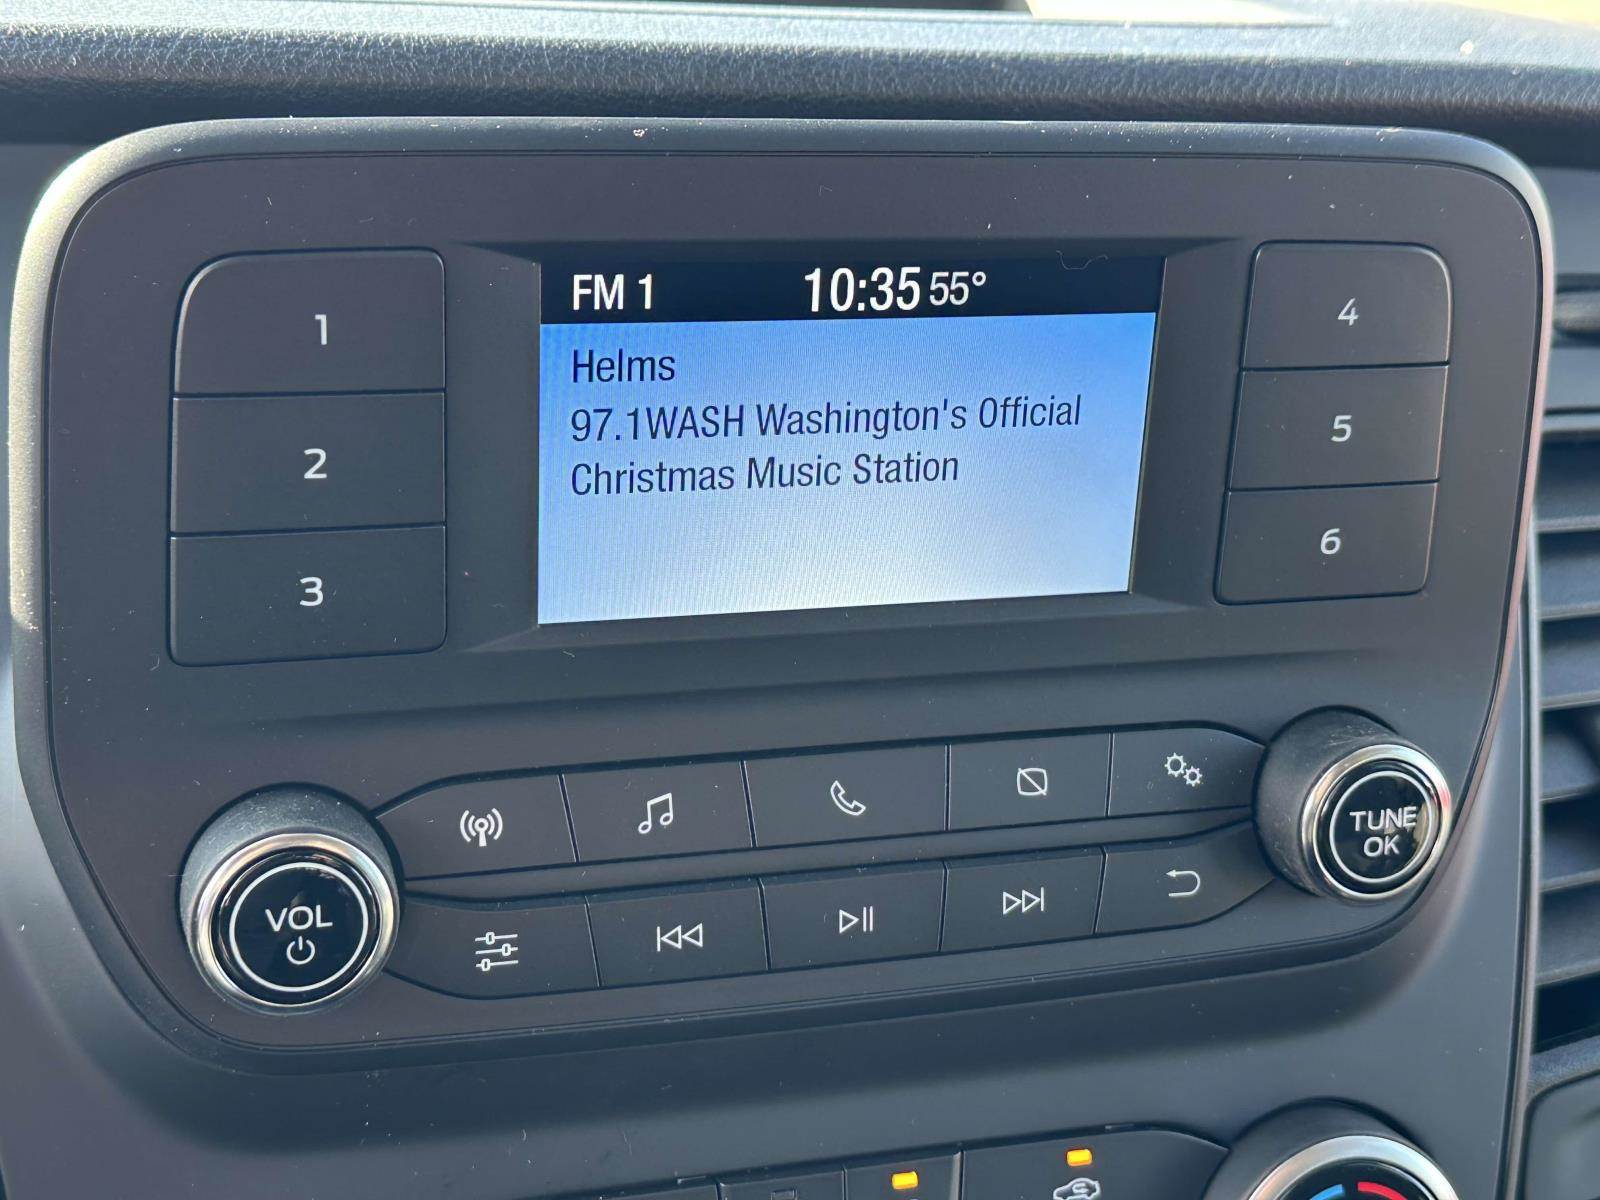 FM 1 10:35 55°
Helms
97.1WASH Washington's Official
Christmas Music Station
1
2
3
4
5
6
VOL
TUNE
OK